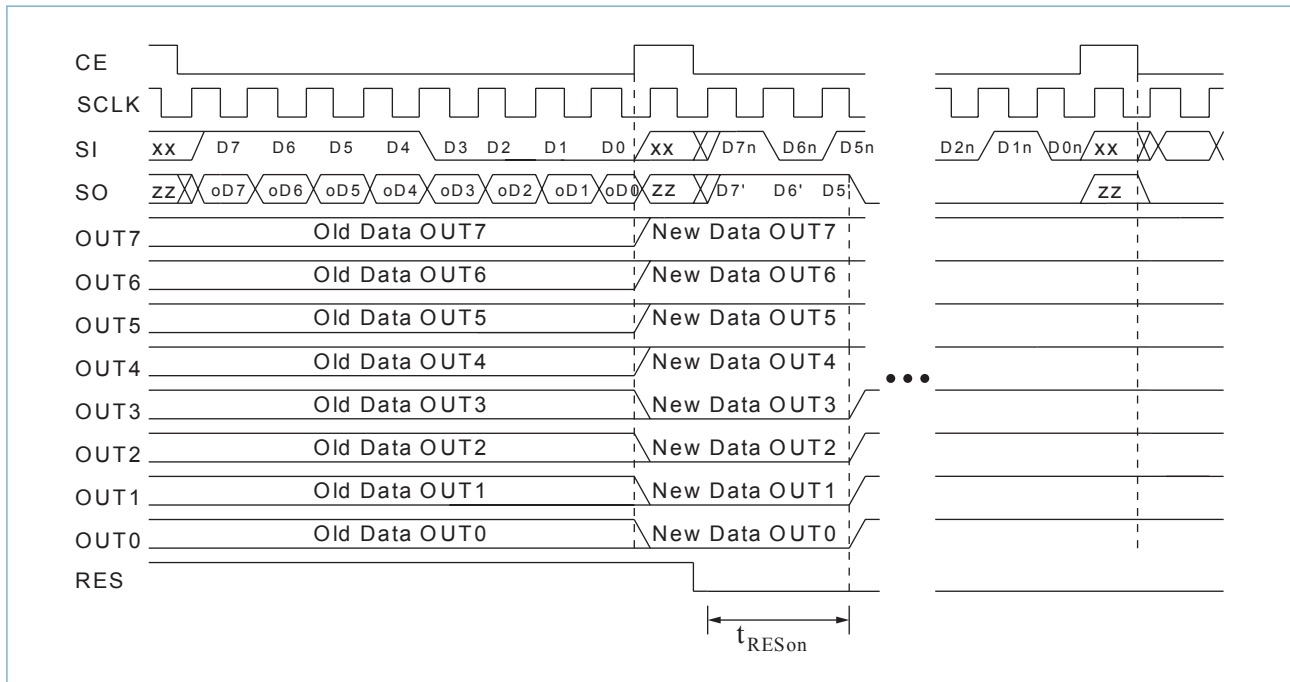 CE
SCLK
SI xx D7 D6 D5 D4 D3 D2 D1 D0 xx D7n D6n D5n D2n D1n D0n xx
SO zz oD7 oD6 oD5 oD4 oD3 oD2 oD1 oD0 zz D7' D6' D5' zz
OUT7 Old Data OUT7 New Data OUT7
OUT6 Old Data OUT6 New Data OUT6
OUT5 Old Data OUT5 New Data OUT5
OUT4 Old Data OUT4 New Data OUT4
OUT3 Old Data OUT3 New Data OUT3
OUT2 Old Data OUT2 New Data OUT2
OUT1 Old Data OUT1 New Data OUT1
OUT0 Old Data OUT0 New Data OUT0
RES
tRESon